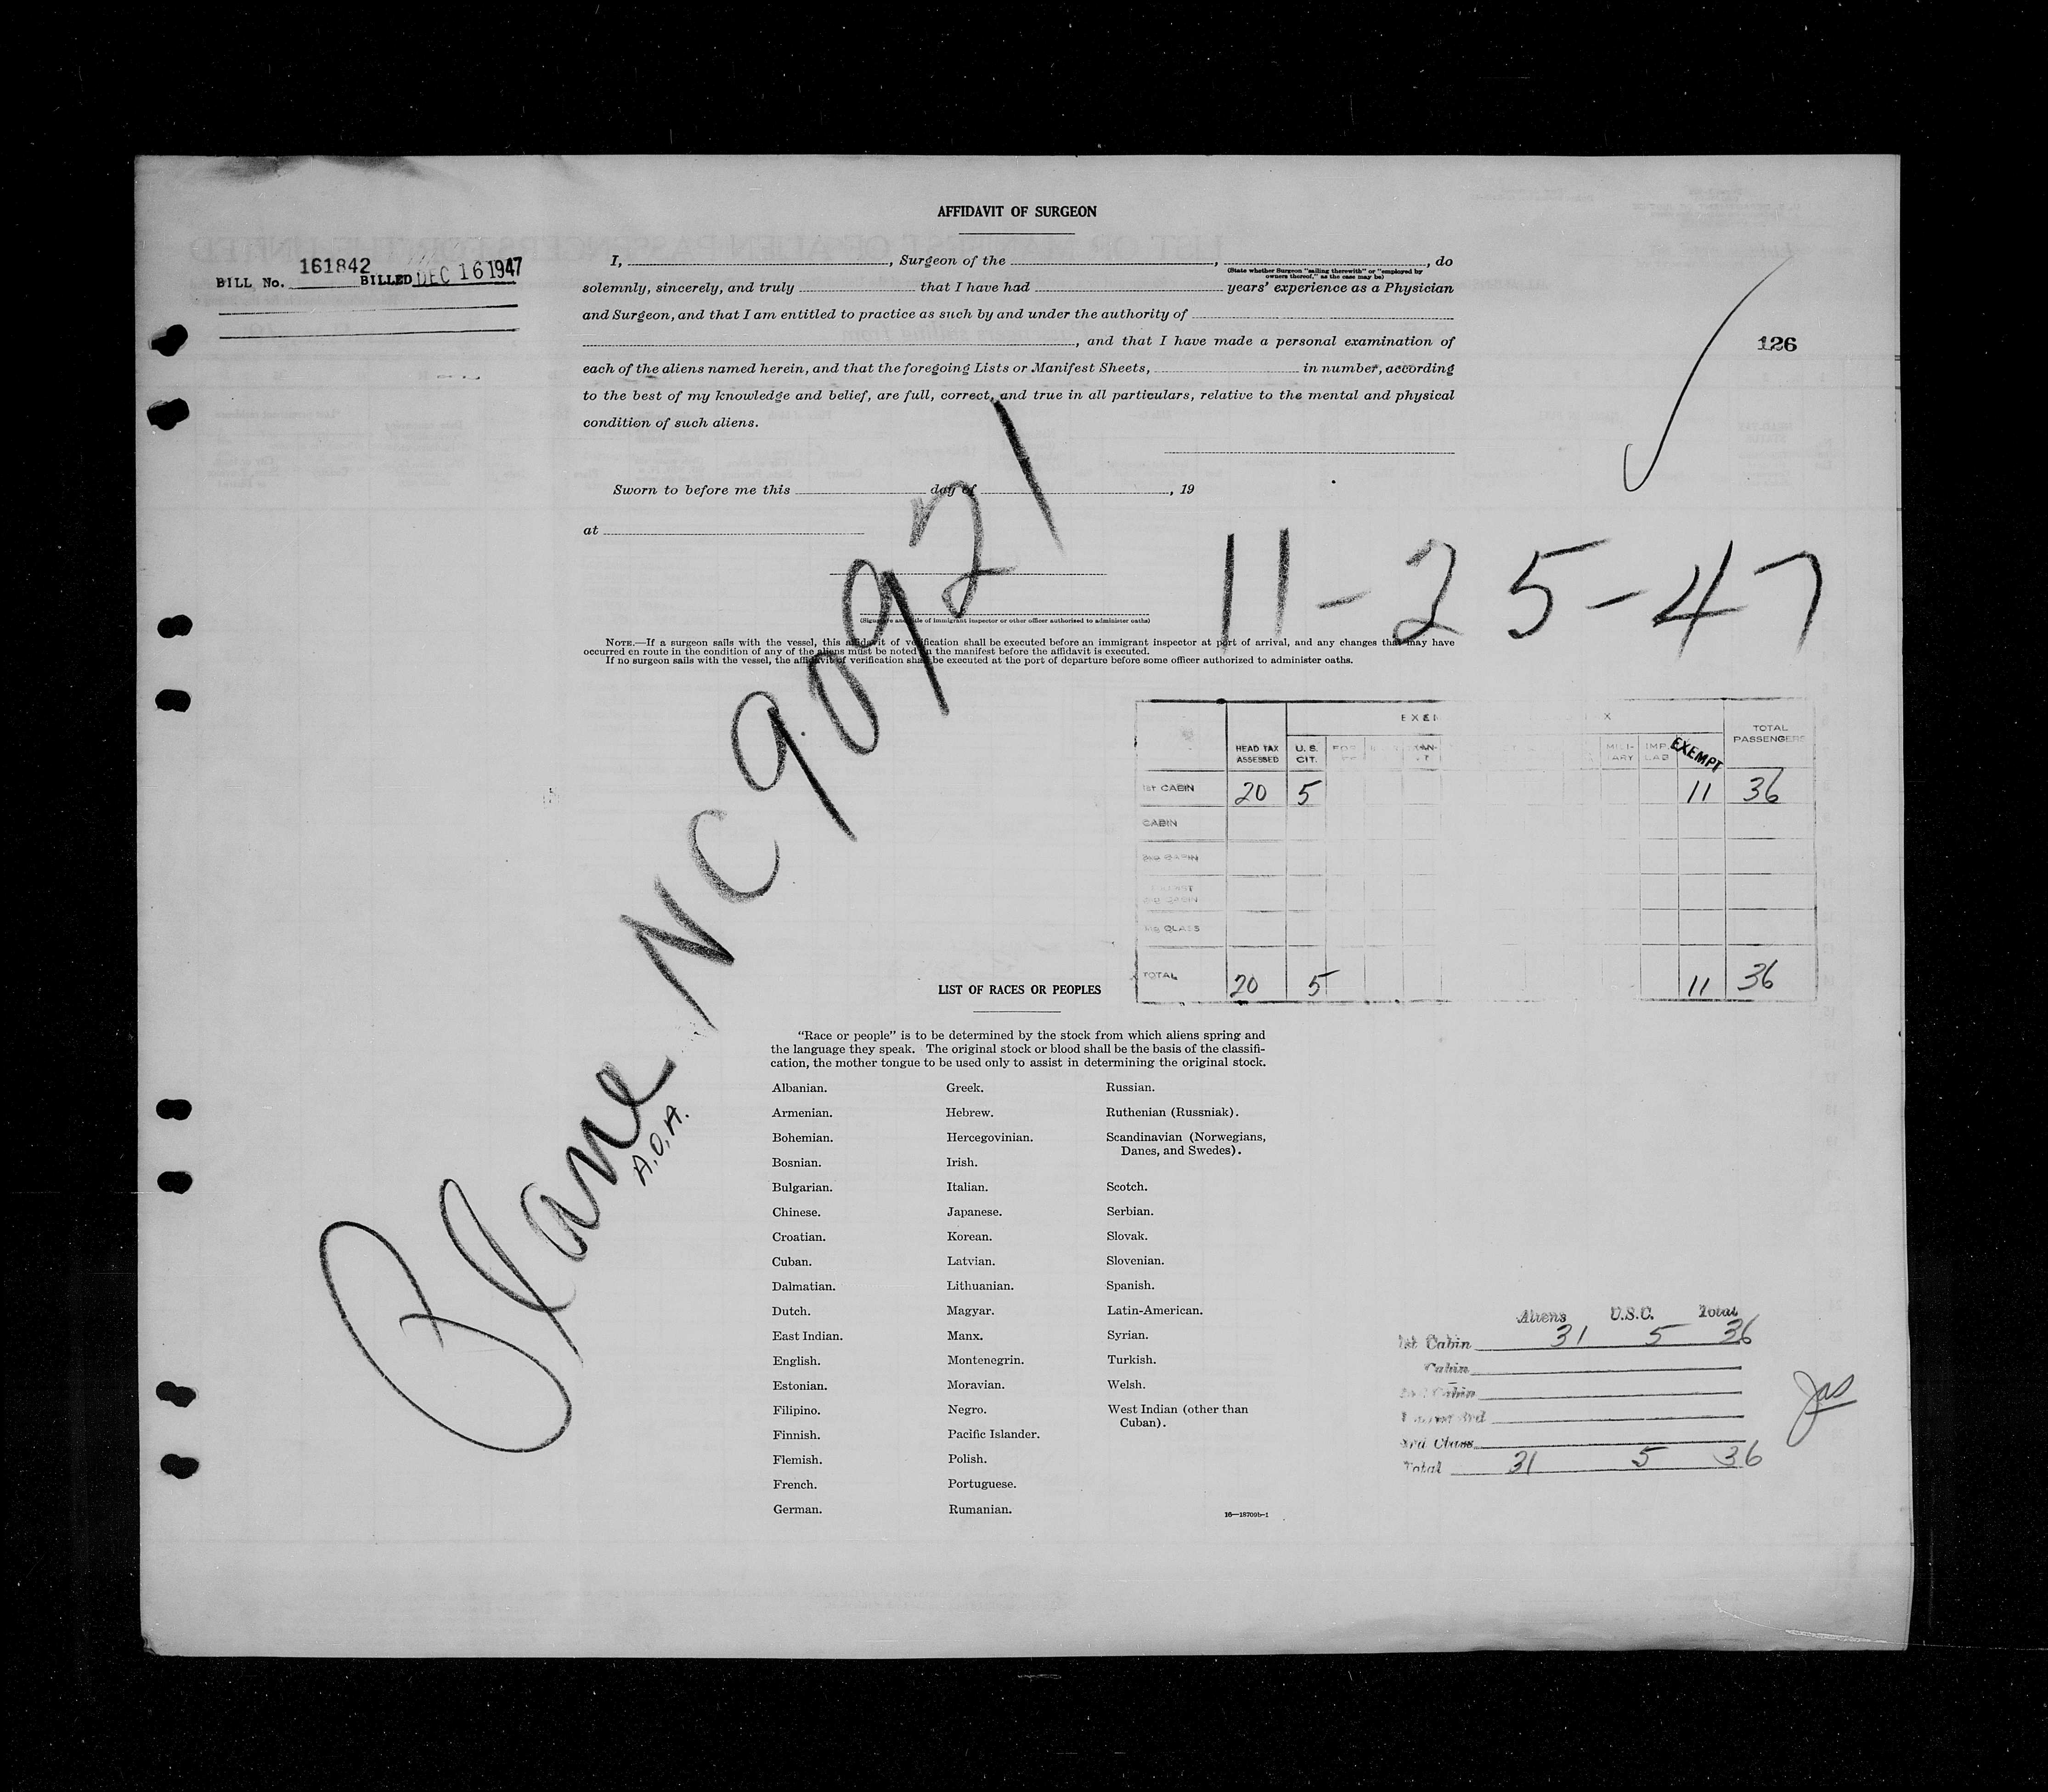 AFFIDAVIT OF SURGEON
BILL No. 161842 BILLED DEC 16 1947
I, , Surgeon of the , , do
(State whether Surgeon "sailing therewith" or "employed by
owners thereof," as the case may be)
solemnly, sincerely, and truly that I have had years' experience as a Physician
and Surgeon, and that I am entitled to practice as such by and under the authority of
, and that I have made a personal examination of
126
each of the aliens named herein, and that the foregoing Lists or Manifest Sheets, in number, according
to the best of my knowledge and belief, are full, correct, and true in all particulars, relative to the mental and physical
condition of such aliens.
Sworn to before me this day of , 19
at
11-25-47
(Signature and title of immigrant inspector or other officer authorized to administer oaths)
NOTE.—If a surgeon sails with the vessel, this affidavit of verification shall be executed before an immigrant inspector at port of arrival, and any changes that may have
occurred en route in the condition of any of the aliens must be noted on the manifest before the affidavit is executed.
If no surgeon sails with the vessel, the affidavit of verification shall be executed at the port of departure before some officer authorized to administer oaths.
Plane NC 90921
A.O.A.
TOTAL
PASSENGERS
HEAD TAX
ASSESSED
U. S.
CIT.
MILI-
ARY
IMP.
LAB
EXEMPT
1st CABIN 20 5 11 36
CABIN
TOTAL 20 5 11 36
LIST OF RACES OR PEOPLES
"Race or people" is to be determined by the stock from which aliens spring and
the language they speak. The original stock or blood shall be the basis of the classifi-
cation, the mother tongue to be used only to assist in determining the original stock.
Albanian.
Armenian.
Bohemian.
Bosnian.
Bulgarian.
Chinese.
Croatian.
Cuban.
Dalmatian.
Dutch.
East Indian.
English.
Estonian.
Filipino.
Finnish.
Flemish.
French.
German.
Greek.
Hebrew.
Hercegovinian.
Irish.
Italian.
Japanese.
Korean.
Latvian.
Lithuanian.
Magyar.
Manx.
Montenegrin.
Moravian.
Negro.
Pacific Islander.
Polish.
Portuguese.
Rumanian.
Russian.
Ruthenian (Russniak).
Scandinavian (Norwegians,
Danes, and Swedes).
Scotch.
Serbian.
Slovak.
Slovenian.
Spanish.
Latin-American.
Syrian.
Turkish.
Welsh.
West Indian (other than
Cuban).
16—18709b-1
Aliens U.S.C. Total
1st Cabin 31 5 36
Cabin
Cabin
3rd
3rd Class
Total 31 5 36